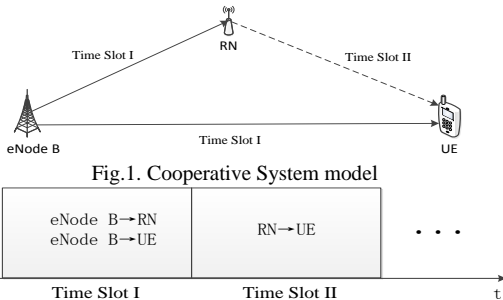 RN
Time Slot I
Time Slot II
Time Slot I
eNode B
UE
Fig.1. Cooperative System model
eNode B→RN
eNode B→UE
RN→UE
• • •
Time Slot I
Time Slot II
t